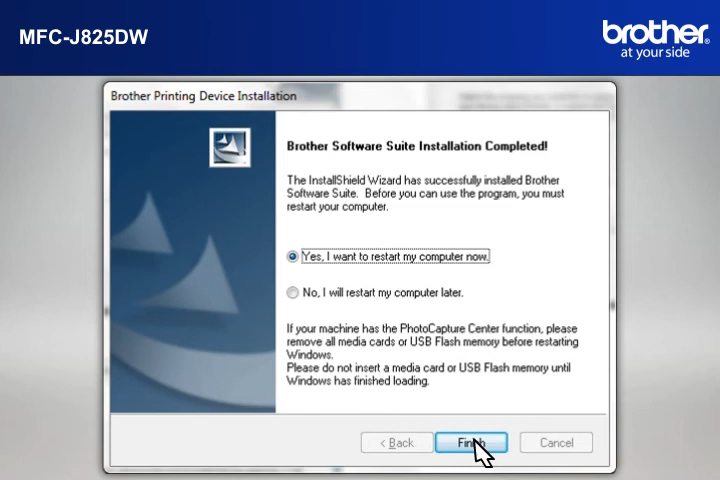 MFC-J825DW
brother®
at your side
Brother Printing Device Installation
Brother Software Suite Installation Completed!
The InstallShield Wizard has successfully installed Brother
Software Suite. Before you can use the program, you must
restart your computer.
Yes, I want to restart my computer now.
No, I will restart my computer later.
If your machine has the PhotoCapture Center function, please
remove all media cards or USB Flash memory before restarting
Windows.
Please do not insert a media card or USB Flash memory until
Windows has finished loading.
< Back
Finish
Cancel